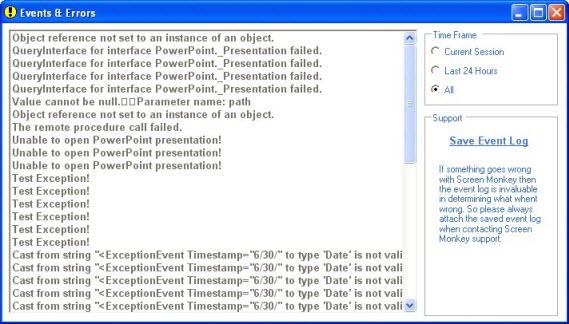 Events & Errors
Object reference not set to an instance of an object.
QueryInterface for interface PowerPoint._Presentation failed.
QueryInterface for interface PowerPoint._Presentation failed.
QueryInterface for interface PowerPoint._Presentation failed.
QueryInterface for interface PowerPoint._Presentation failed.
Value cannot be null.□□Parameter name: path
Object reference not set to an instance of an object.
The remote procedure call failed.
Unable to open PowerPoint presentation!
Unable to open PowerPoint presentation!
Unable to open PowerPoint presentation!
Test Exception!
Test Exception!
Test Exception!
Test Exception!
Test Exception!
Test Exception!
Cast from string "<ExceptionEvent Timestamp="6/30/" to type 'Date' is not vali
Cast from string "<ExceptionEvent Timestamp="6/30/" to type 'Date' is not vali
Cast from string "<ExceptionEvent Timestamp="6/30/" to type 'Date' is not vali
Cast from string "<ExceptionEvent Timestamp="6/30/" to type 'Date' is not vali
Cast from string "<ExceptionEvent Timestamp="6/30/" to type 'Date' is not vali
Time Frame
Current Session
Last 24 Hours
All
Support
Save Event Log
If something goes wrong
with Screen Monkey then
the event log is invaluable
in determining what whent
wrong. So please always
attach the saved event log
when contacting Screen
Monkey support.